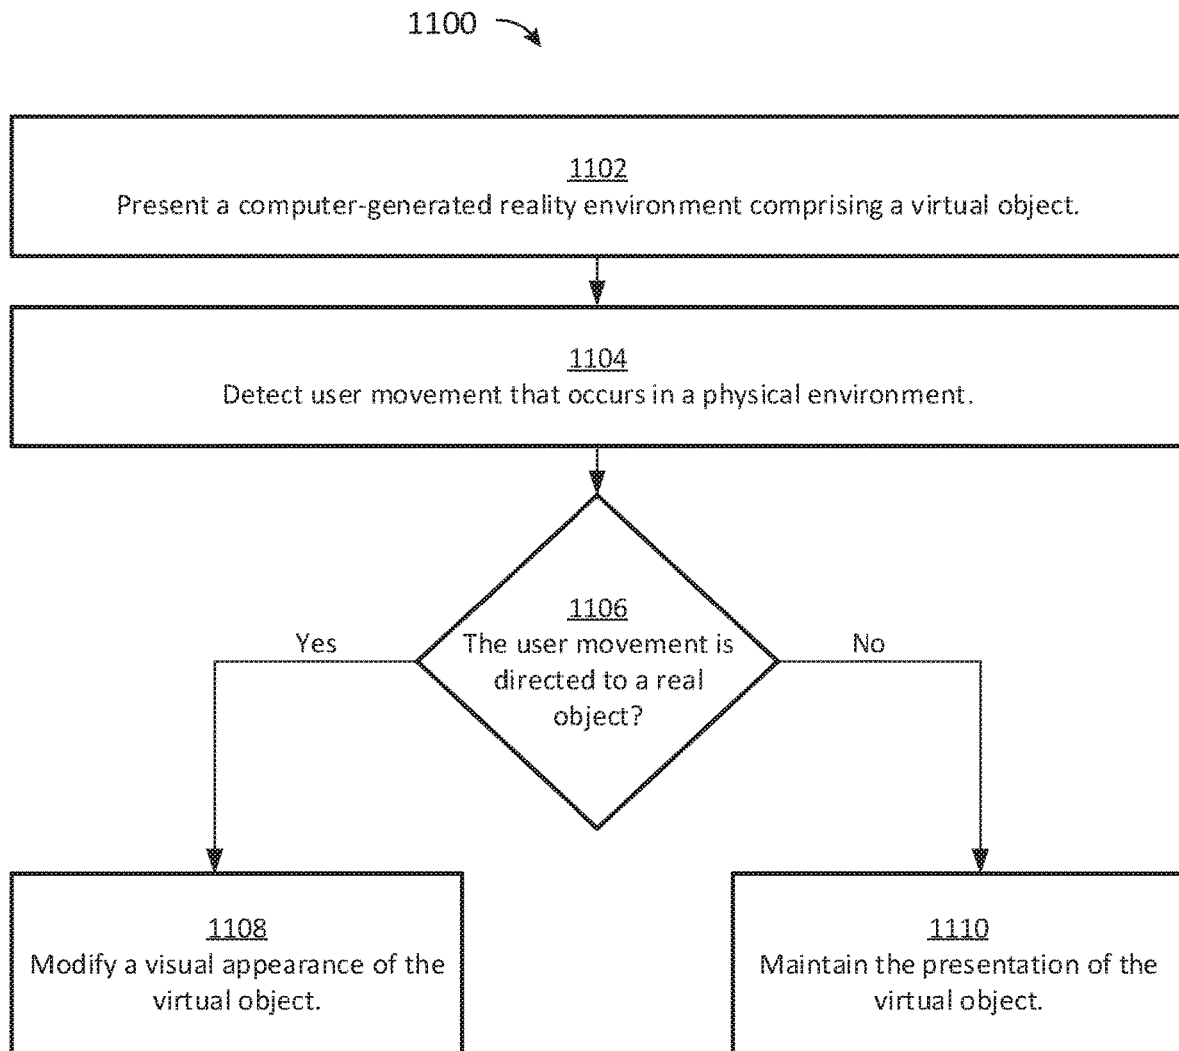 1100
1102
Present a computer-generated reality environment comprising a virtual object.
1104
Detect user movement that occurs in a physical environment.
1106
The user movement is
directed to a real
object?
Yes
No
1108
Modify a visual appearance of the
virtual object.
1110
Maintain the presentation of the
virtual object.